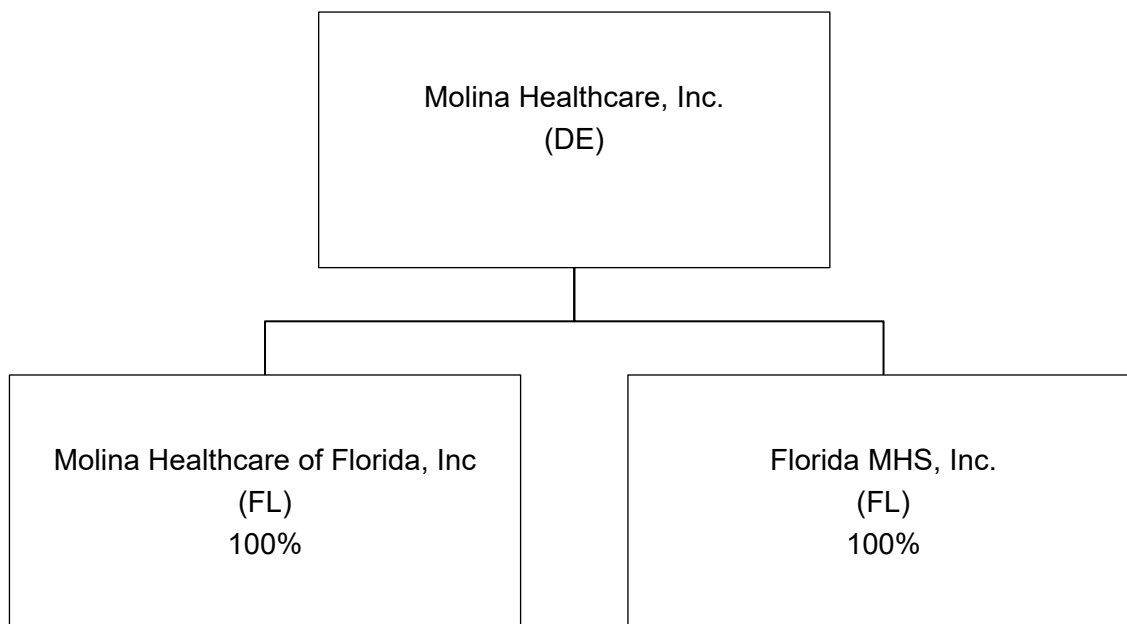 Molina Healthcare, Inc.
(DE)
Molina Healthcare of Florida, Inc
(FL)
100%
Florida MHS, Inc.
(FL)
100%